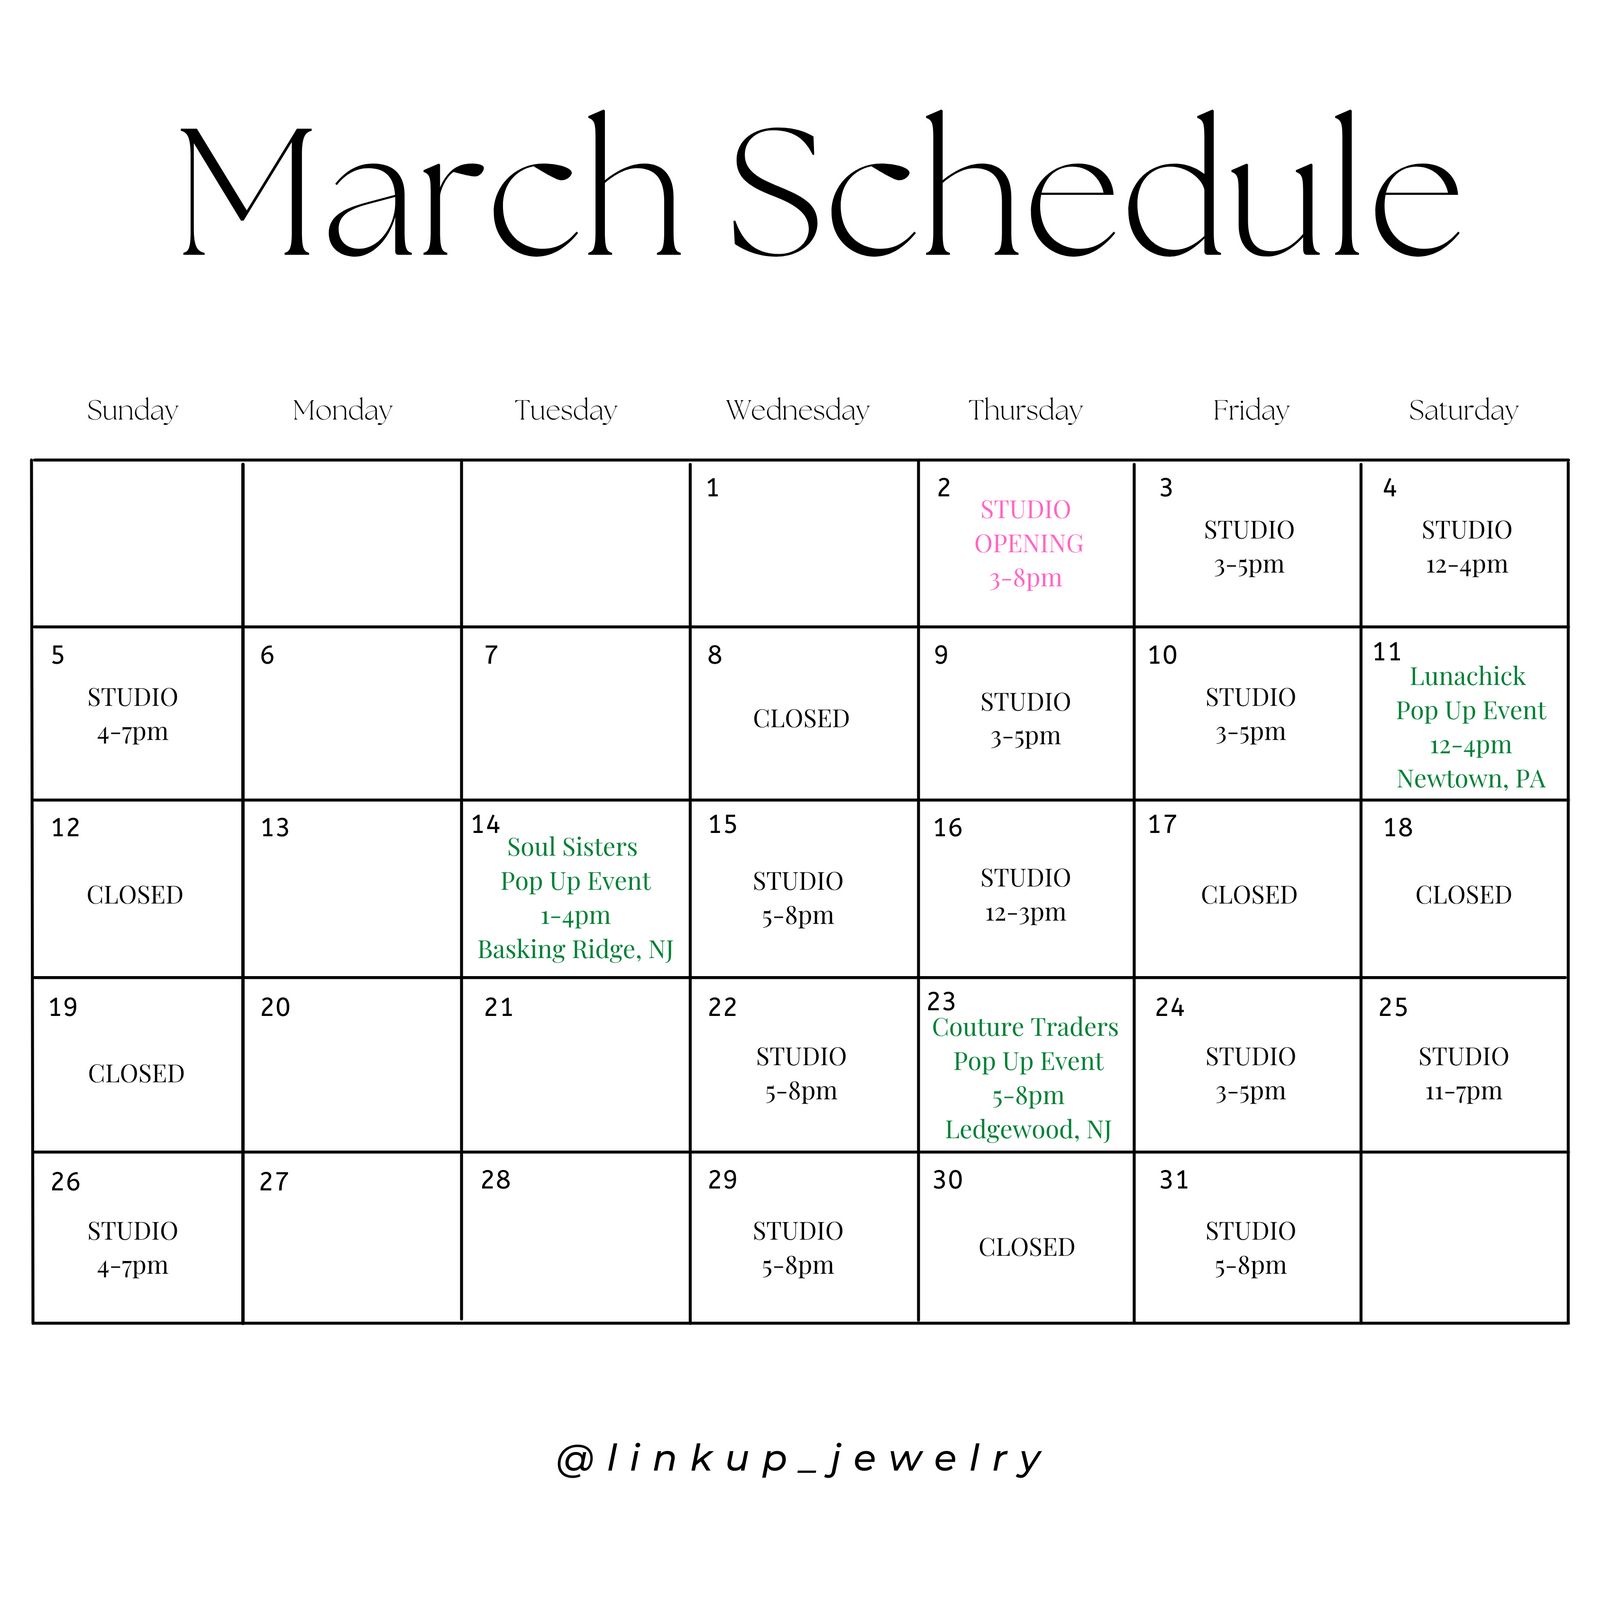 March Schedule
Sunday Monday Tuesday Wednesday Thursday Friday Saturday
1
2
STUDIO
OPENING
3-8pm
3
STUDIO
3-5pm
4
STUDIO
12-4pm
5
STUDIO
4-7pm
6
7
8
CLOSED
9
STUDIO
3-5pm
10
STUDIO
3-5pm
11
Lunachick
Pop Up Event
12-4pm
Newtown, PA
12
CLOSED
13
14
Soul Sisters
Pop Up Event
1-4pm
Basking Ridge, NJ
15
STUDIO
5-8pm
16
STUDIO
12-3pm
17
CLOSED
18
CLOSED
19
CLOSED
20
21
22
STUDIO
5-8pm
23
Couture Traders
Pop Up Event
5-8pm
Ledgewood, NJ
24
STUDIO
3-5pm
25
STUDIO
11-7pm
26
STUDIO
4-7pm
27
28
29
STUDIO
5-8pm
30
CLOSED
31
STUDIO
5-8pm
@linkup_jewelry